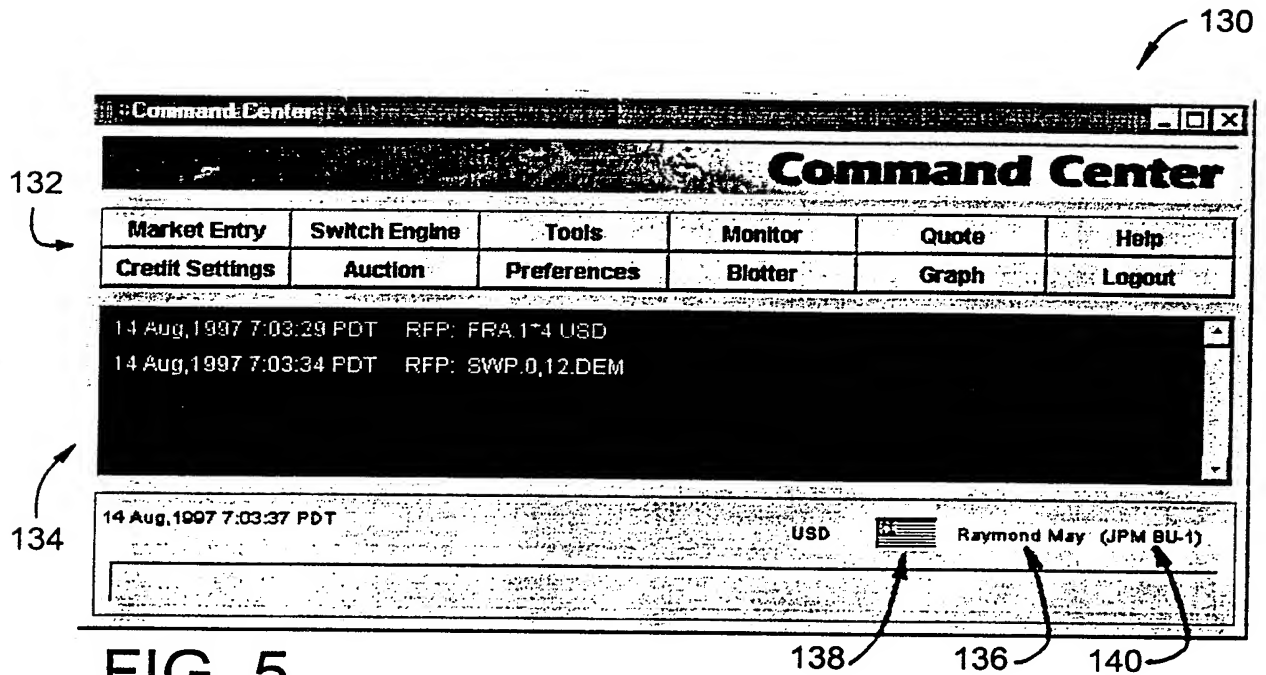 130
Command Center
Command Center
132
Market Entry Switch Engine Tools Monitor Quote Help
Credit Settings Auction Preferences Blotter Graph Logout
14 Aug,1997 7:03:29 PDT RFP: FRA.1*4.USD
14 Aug,1997 7:03:34 PDT RFP: SWP.0,12.DEM
134
14 Aug,1997 7:03:37 PDT
USD Raymond May (JPM BU-1)
138 136 140
FIG. 5